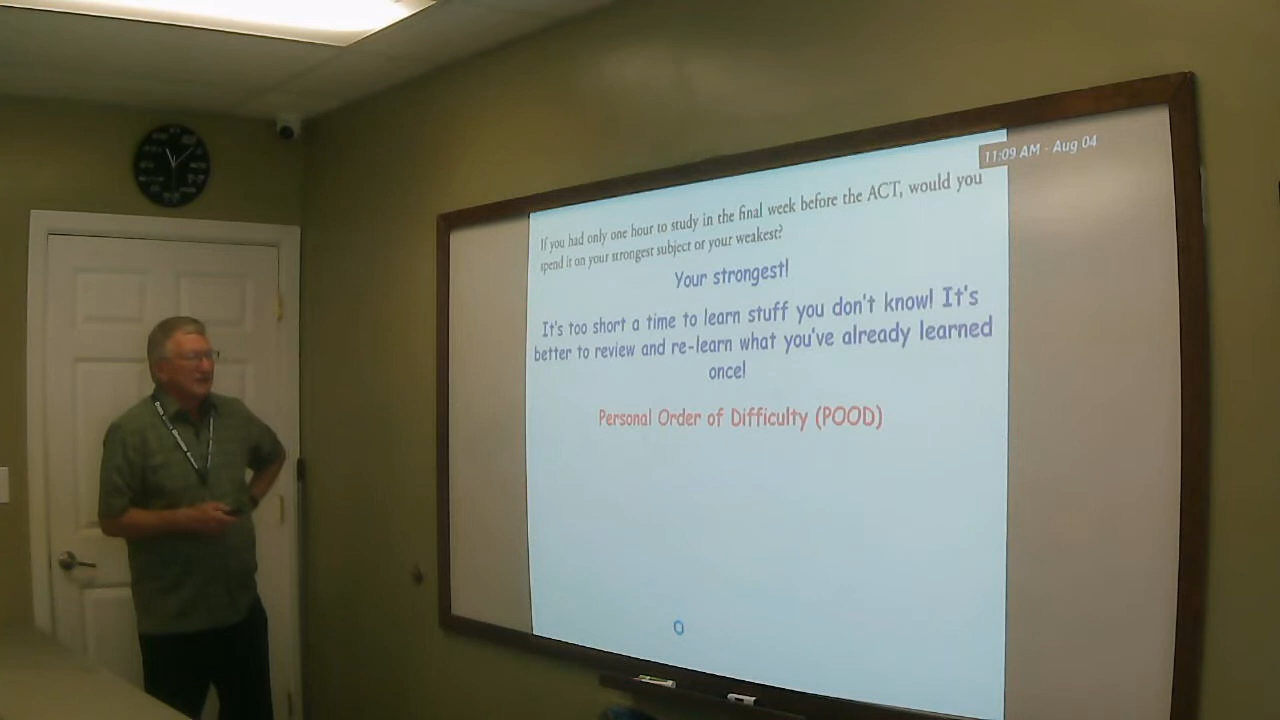 11:09 AM - Aug 04
If you had only one hour to study in the final week before the ACT, would you
spend it on your strongest subject or your weakest?
Your strongest!
It's too short a time to learn stuff you don't know! It's
better to review and re-learn what you've already learned
once!
Personal Order of Difficulty (POOD)